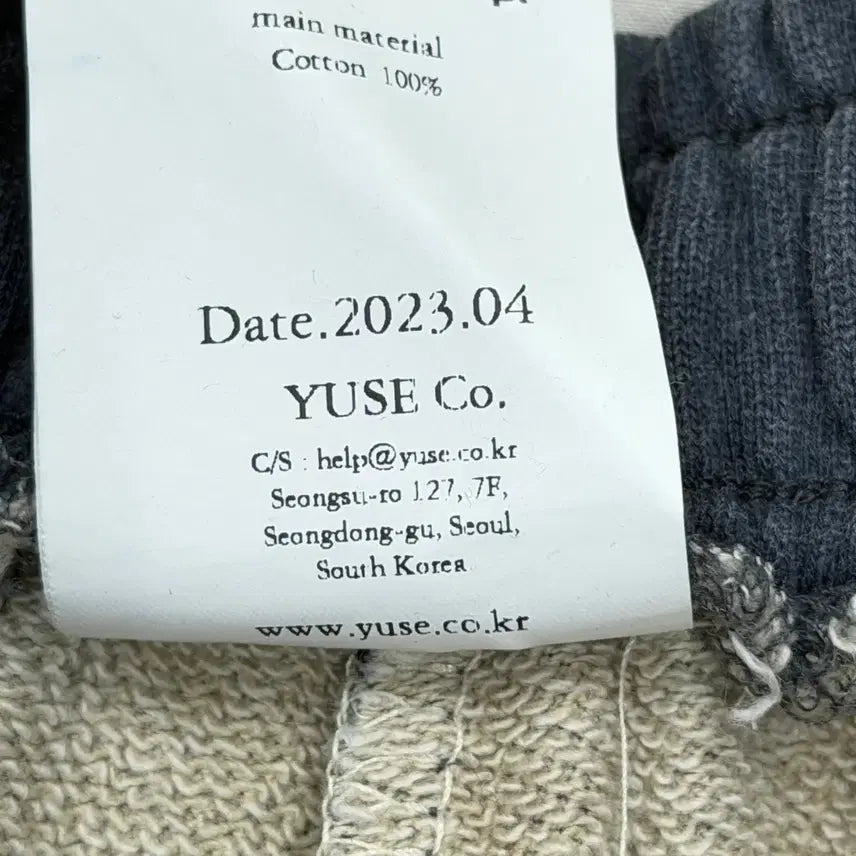 main material
Cotton 100%
Date.2023.04
YUSE Co.
C/S : help@yuse.co.kr
Seongsu-ro 127, 7F,
Seongdong-gu, Seoul,
South Korea
www.yuse.co.kr